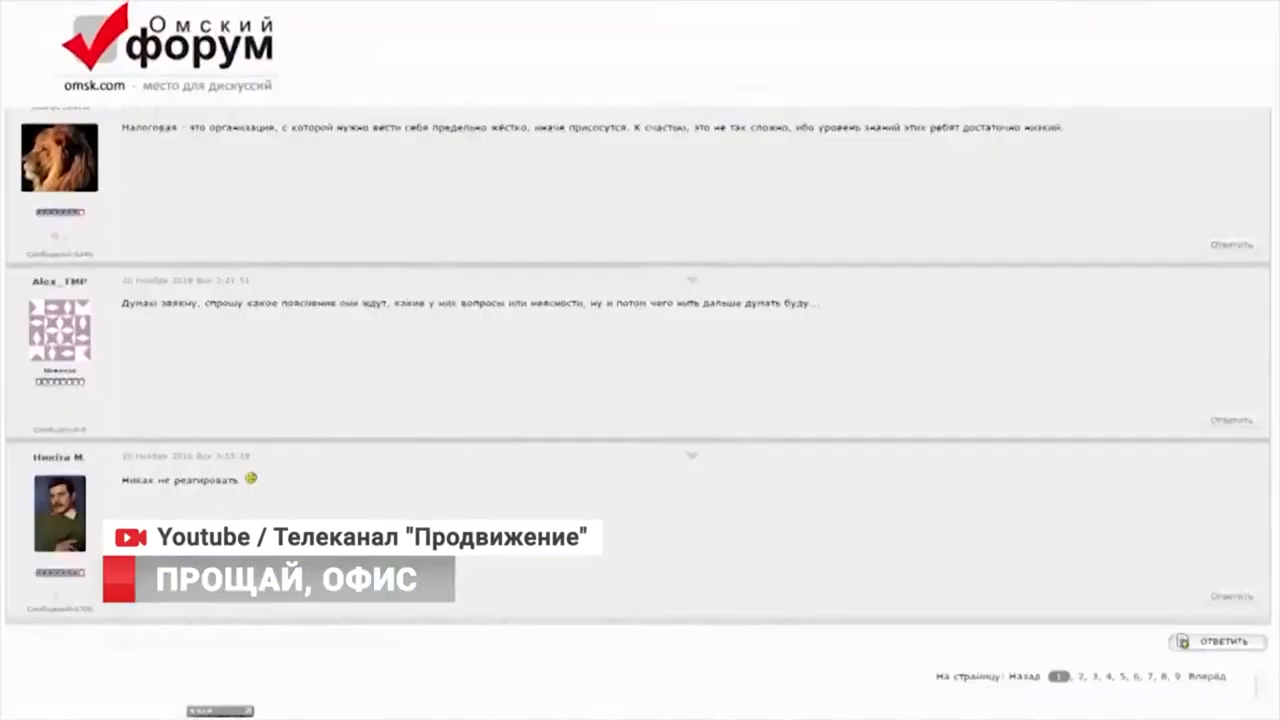 Омский
форум
omsk.com - место для дискуссий
Налоговая - это организация, с которой нужно вести себя предельно жёстко, иначе присосутся. К счастью, это не так сложно, ибо уровень знаний этих ребят достаточно низкий.
Ответить
Alex_TMP
Думаю звякну, спрошу какое пояснение они ждут, какие у них вопросы или неясности, ну и потом чего нить дальше думать буду...
Новичок
Ответить
Никита М.
Никак не реагировать.
Youtube / Телеканал "Продвижение"
ПРОЩАЙ, ОФИС
Ответить
ОТВЕТИТЬ
На страницу: Назад 1, 2, 3, 4, 5, 6, 7, 8, 9 Вперёд